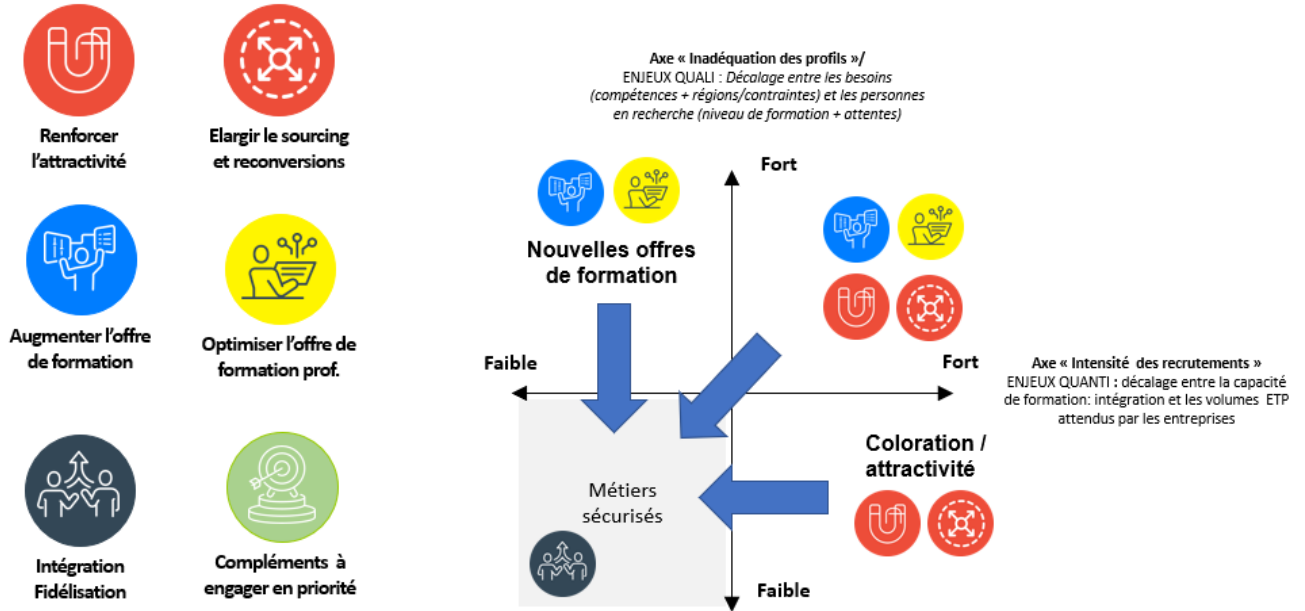 Renforcer
l'attractivité
Elargir le sourcing
et reconversions
Augmenter l'offre
de formation
Optimiser l'offre de
formation prof.
Intégration
Fidélisation
Compléments à
engager en priorité
Axe « Inadéquation des profils »/
ENJEUX QUALI : Décalage entre les besoins
(compétences + régions/contraintes) et les personnes
en recherche (niveau de formation + attentes)
Fort
Nouvelles offres
de formation
Faible
Fort
Axe « Intensité des recrutements »
ENJEUX QUANTI : décalage entre la capacité
de formation: intégration et les volumes ETP
attendus par les entreprises
Coloration /
attractivité
Métiers
sécurisés
Faible